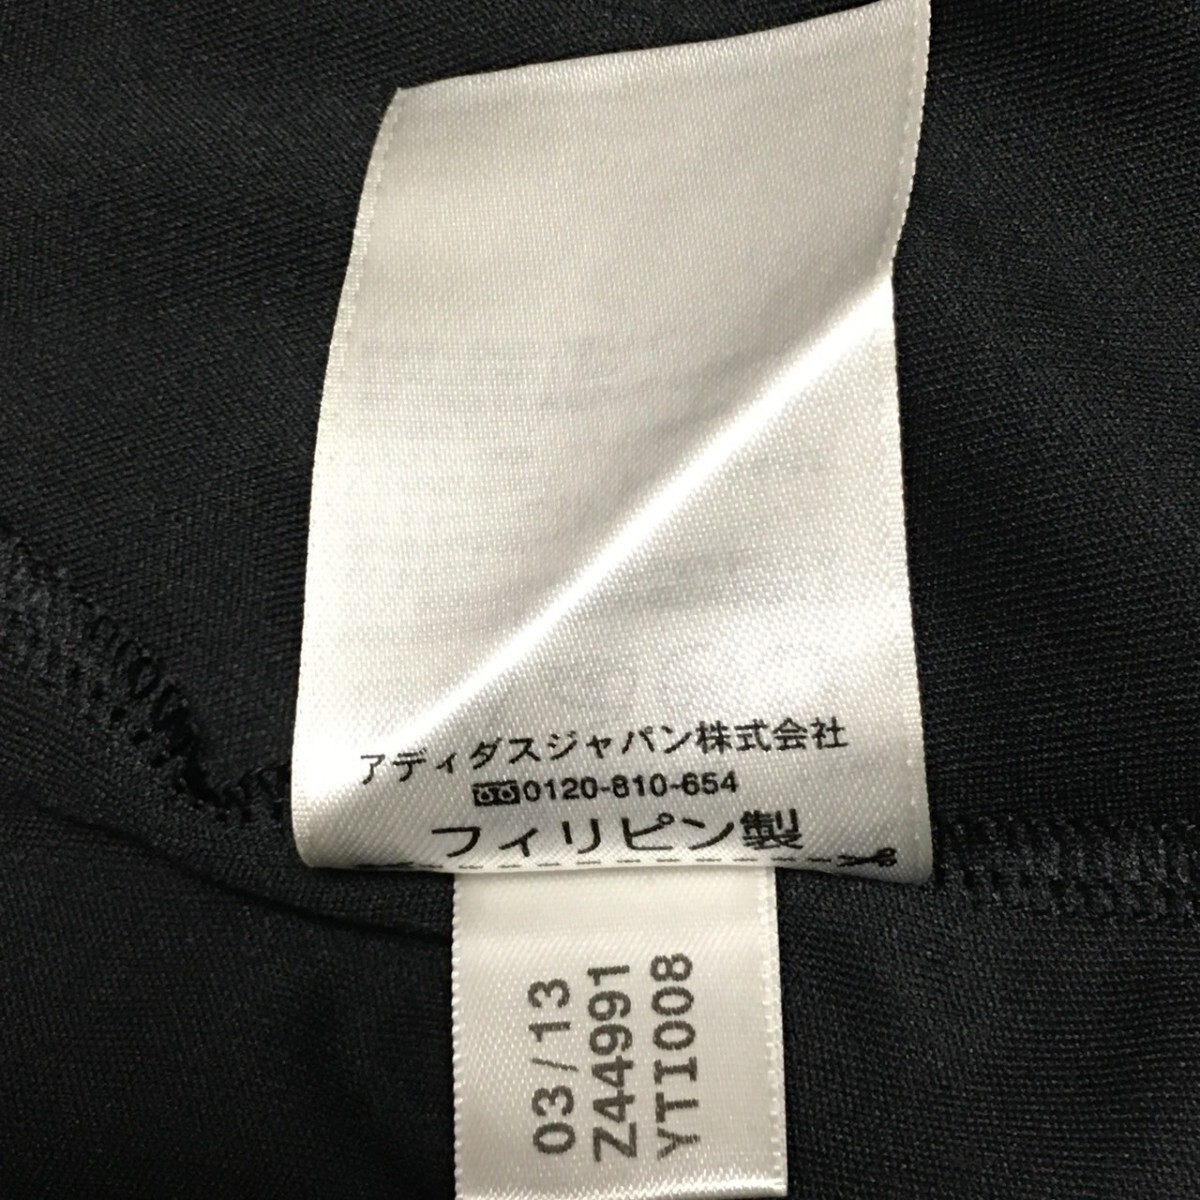 アディダスジャパン株式会社
0120-810-654
フィリピン製
03/13
Z44991
YTI008